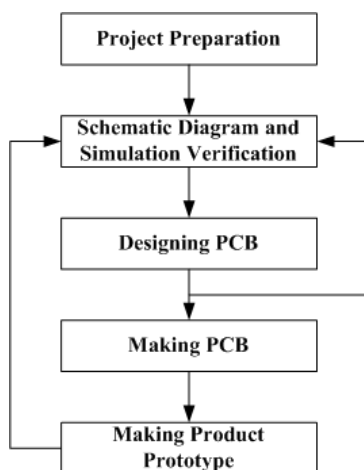 Project Preparation
Schematic Diagram and
Simulation Verification
Designing PCB
Making PCB
Making Product
Prototype